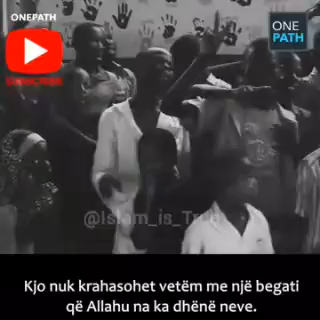 ONEPATH
ONE
PATH
SUBSCRIBE
@Islam_is_True
Kjo nuk krahasohet vetëm me një begati
që Allahu na ka dhënë neve.